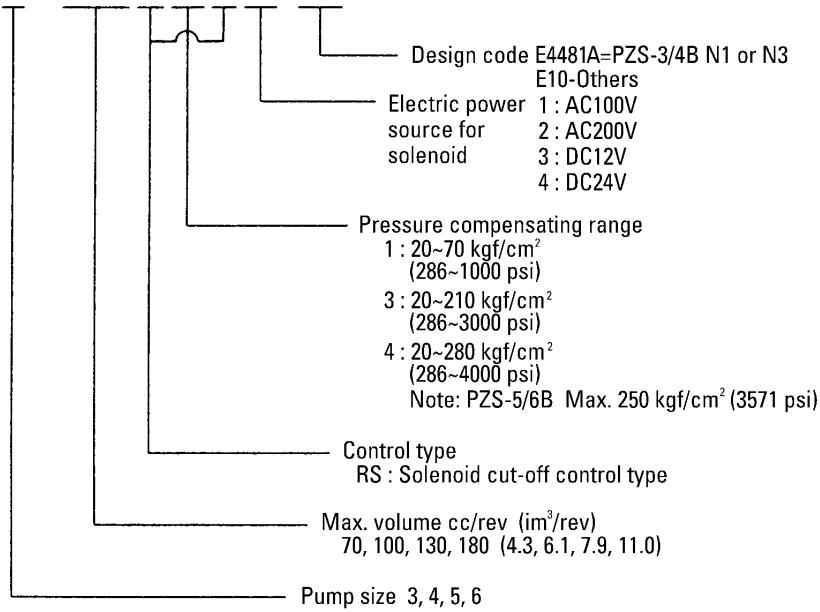 Design code E4481A=PZS-3/4B N1 or N3
E10-Others
Electric power 1 : AC100V
source for 2 : AC200V
solenoid 3 : DC12V
4 : DC24V
Pressure compensating range
1 : 20~70 kgf/cm²
(286~1000 psi)
3 : 20~210 kgf/cm²
(286~3000 psi)
4 : 20~280 kgf/cm²
(286~4000 psi)
Note: PZS-5/6B Max. 250 kgf/cm² (3571 psi)
Control type
RS : Solenoid cut-off control type
Max. volume cc/rev (im³/rev)
70, 100, 130, 180 (4.3, 6.1, 7.9, 11.0)
Pump size 3, 4, 5, 6